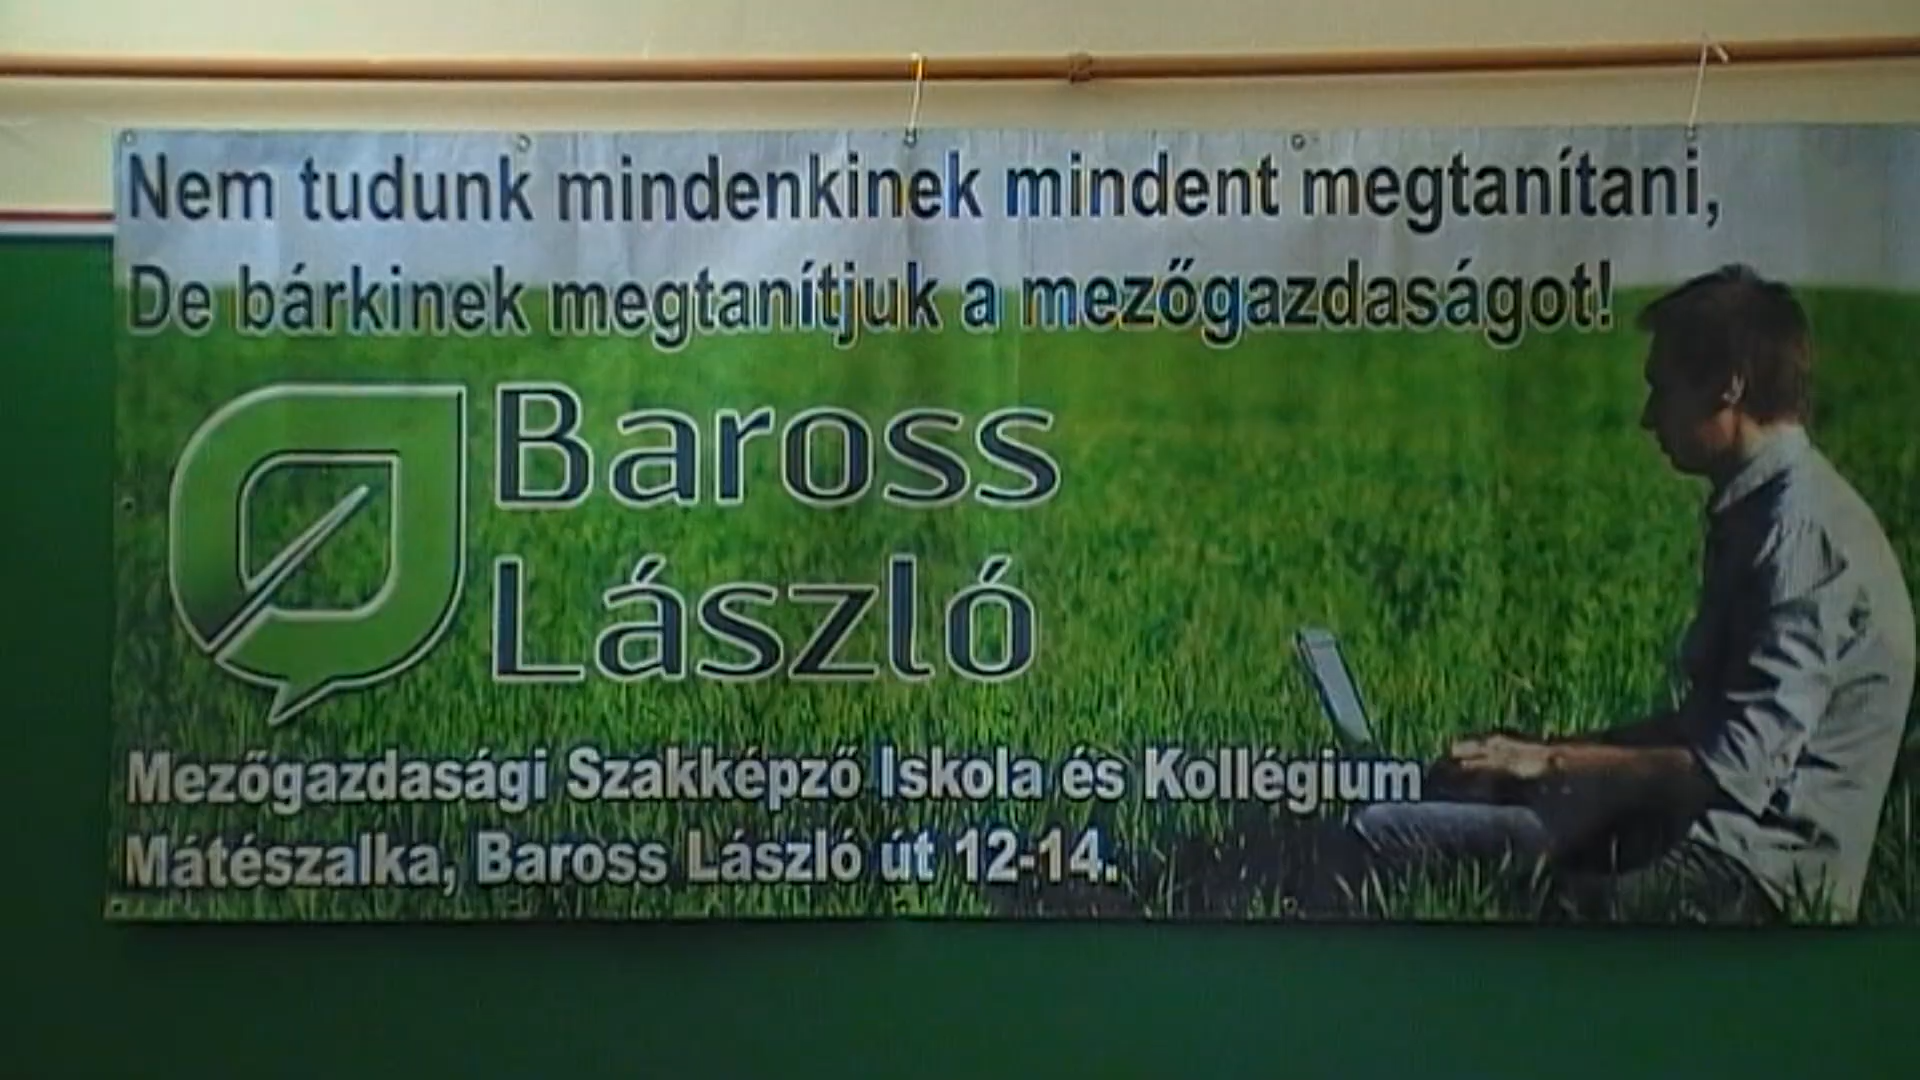 Nem tudunk mindenkinek mindent megtanítani,
De bárkinek megtanítjuk a mezőgazdaságot!
Baross
László
Mezőgazdasági Szakképző Iskola és Kollégium
Mátészalka, Baross László út 12-14.